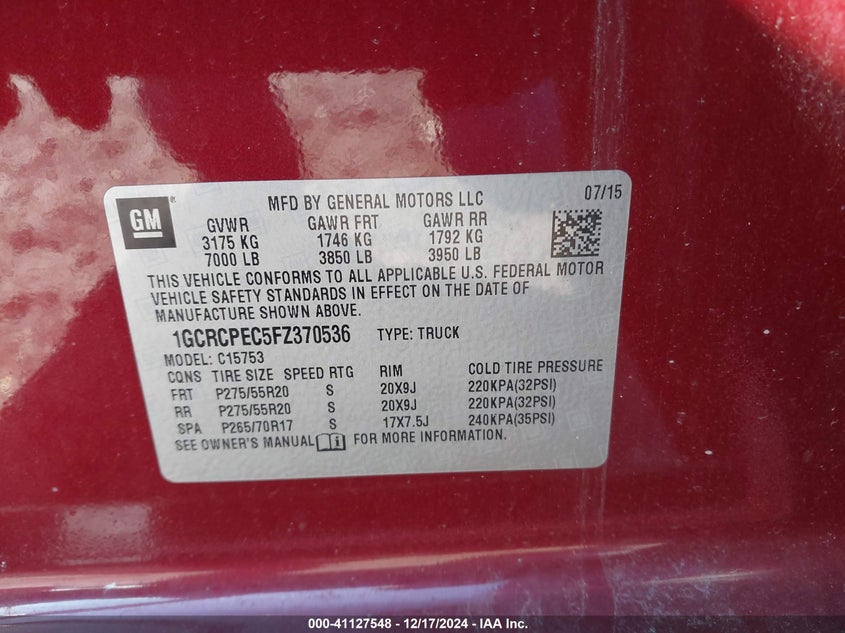 MFD BY GENERAL MOTORS LLC 07/15
GM
GVWR GAWR FRT GAWR RR
3175 KG 1746 KG 1792 KG
7000 LB 3850 LB 3950 LB
THIS VEHICLE CONFORMS TO ALL APPLICABLE U.S. FEDERAL MOTOR
VEHICLE SAFETY STANDARDS IN EFFECT ON THE DATE OF
MANUFACTURE SHOWN ABOVE.
1GCRCPEC5FZ370536 TYPE: TRUCK
MODEL: C15753
CQNS TIRE SIZE SPEED RTG RIM COLD TIRE PRESSURE
FRT P275/55R20 S 20X9J 220KPA(32PSI)
RR P275/55R20 S 20X9J 220KPA(32PSI)
SPA P265/70R17 S 17X7.5J 240KPA(35PSI)
SEE OWNER'S MANUAL FOR MORE INFORMATION.
000-41127548 - 12/17/2024 - IAA Inc.